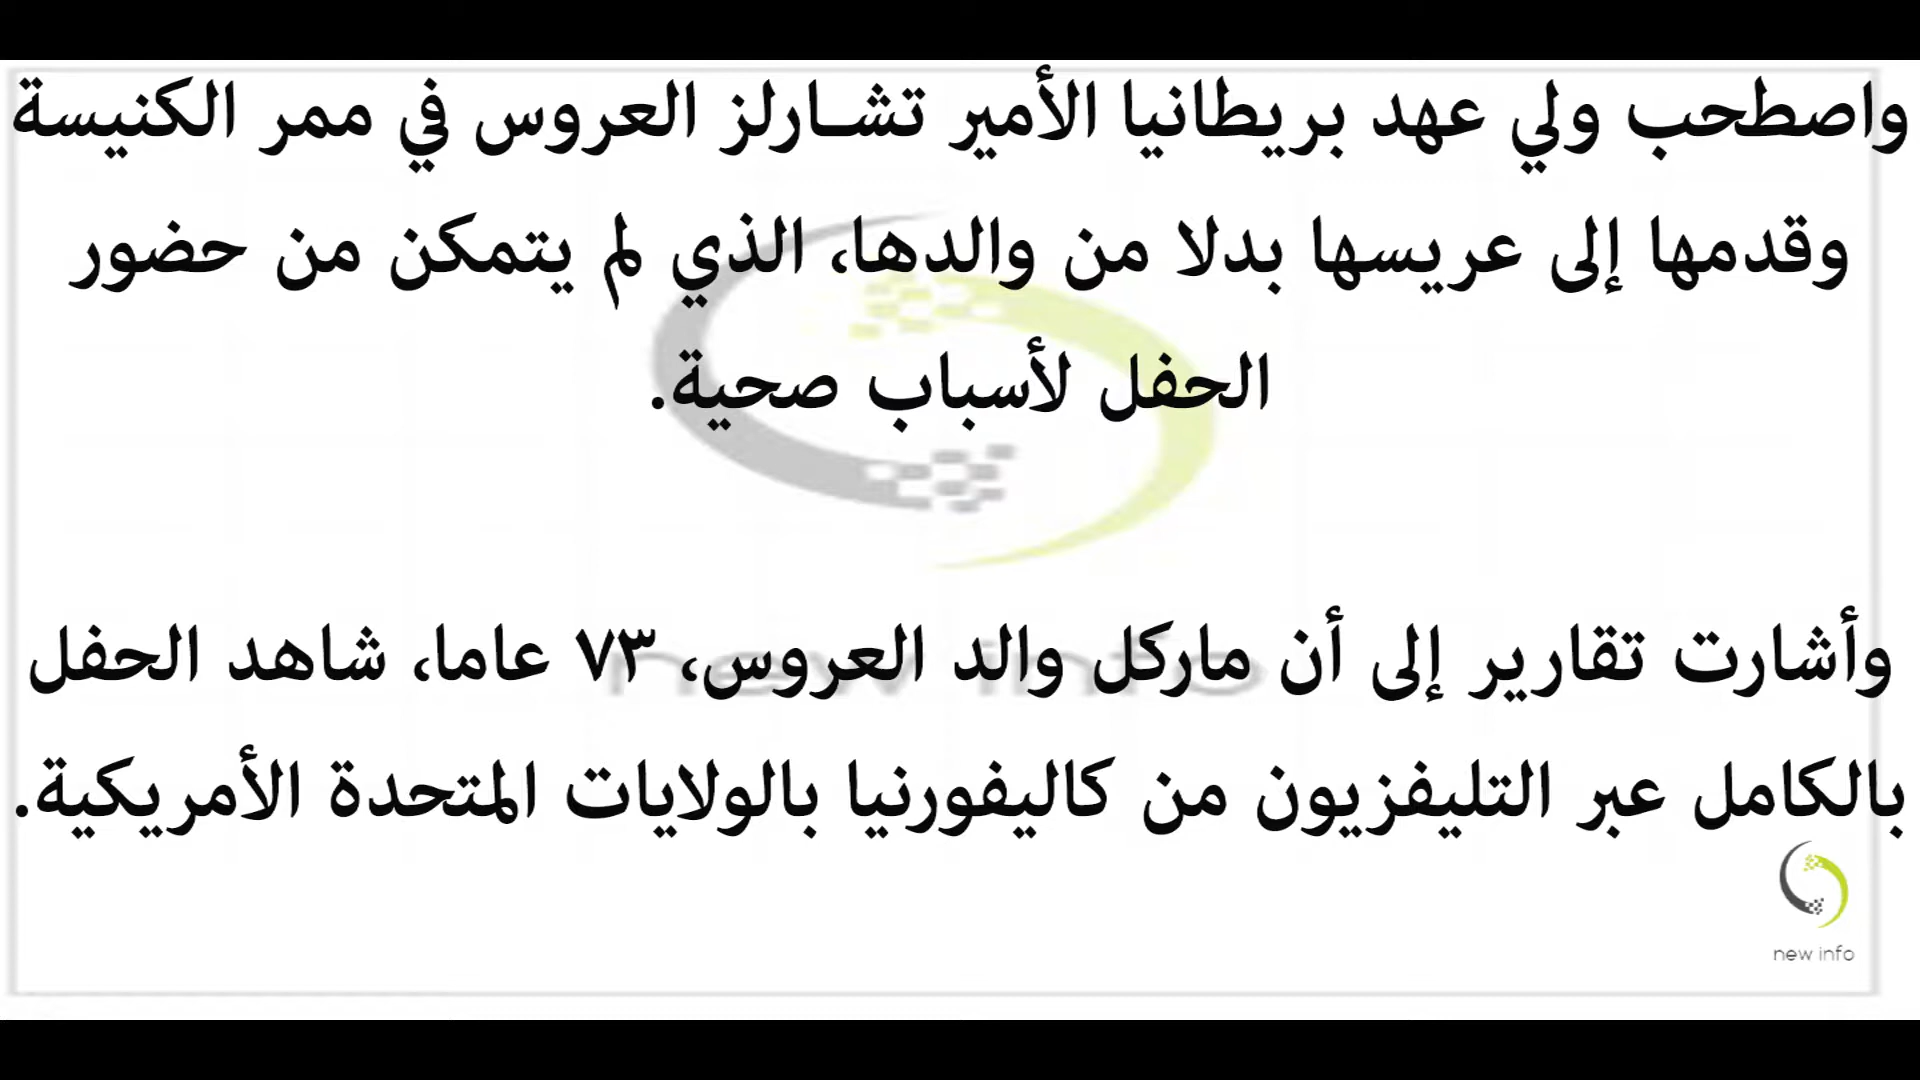 واصطحب ولي عهد بريطانيا الأمير تشـارلز العروس في ممر الكنيسة
وقدمها إلى عريسها بدلا من والدها، الذي لم يتمكن من حضور
الحفل لأسباب صحية.
وأشارت تقارير إلى أن ماركل والد العروس، ٧٣ عاما، شاهد الحفل
بالكامل عبر التليفزيون من كاليفورنيا بالولايات المتحدة الأمريكية.
new info
new info